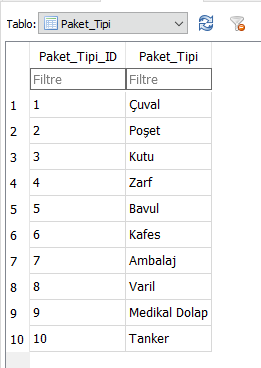 Tablo: Paket_Tipi
Paket_Tipi_ID Paket_Tipi
Filtre Filtre
1 1 Çuval
2 2 Poşet
3 3 Kutu
4 4 Zarf
5 5 Bavul
6 6 Kafes
7 7 Ambalaj
8 8 Varil
9 9 Medikal Dolap
10 10 Tanker